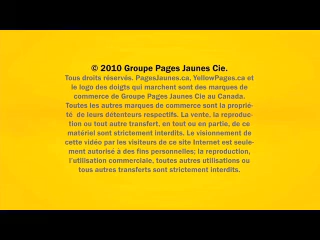 © 2010 Groupe Pages Jaunes Cie.
Tous droits réservés. PagesJaunes.ca, YellowPages.ca et
le logo des doigts qui marchent sont des marques de
commerce de Groupe Pages Jaunes Cie au Canada.
Toutes les autres marques de commerce sont la proprie-
té de leurs détenteurs respectifs. La vente, la reproduc-
tion ou tout autre transfert, en tout ou en partie, de ce
matériel sont strictement interdits. Le visionnement de
cette vidéo par les visiteurs de ce site Internet est seule-
ment autorisé à des fins personnelles; la reproduction,
l'utilisation commerciale, toutes autres utilisations ou
tous autres transferts sont strictement interdits.